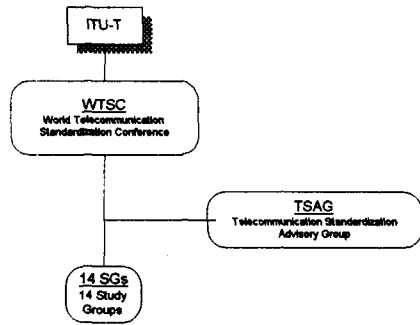 ITU-T
WTSC
World Telecommunication
Standardization Conference
TSAG
Telecommunication Standardization
Advisory Group
14 SGs
14 Study
Groups